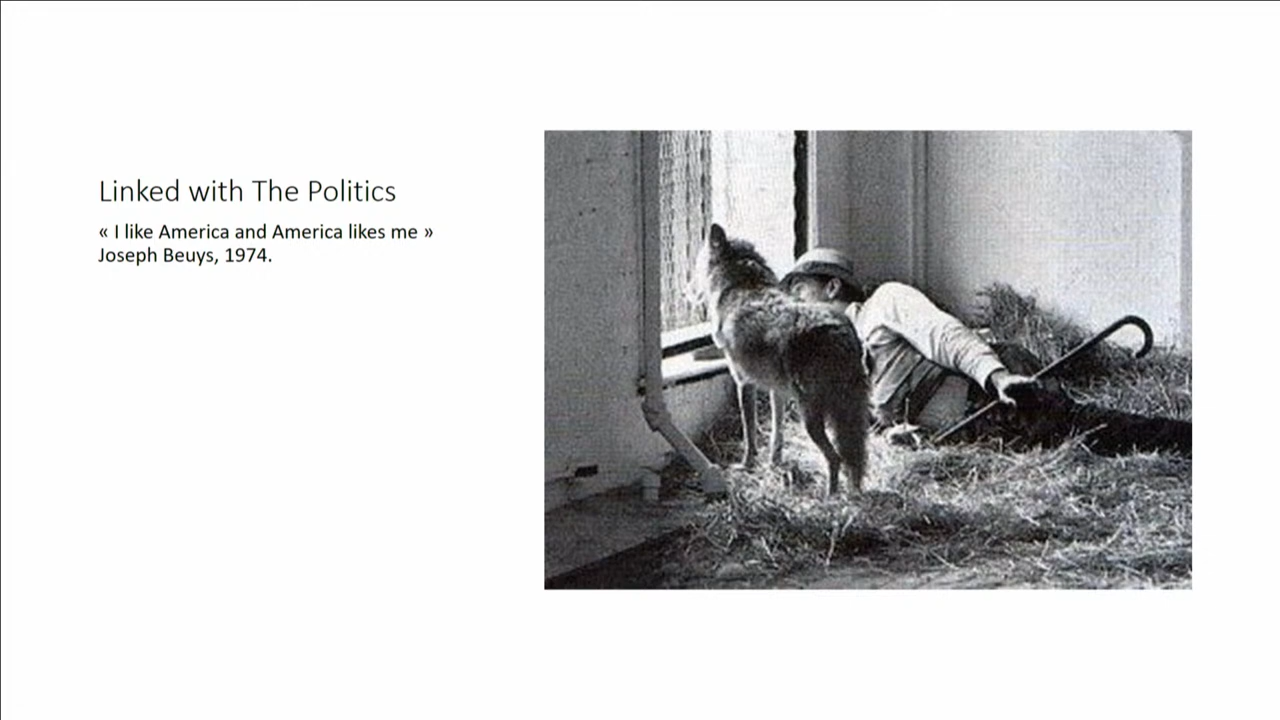 Linked with The Politics
« I like America and America likes me »
Joseph Beuys, 1974.